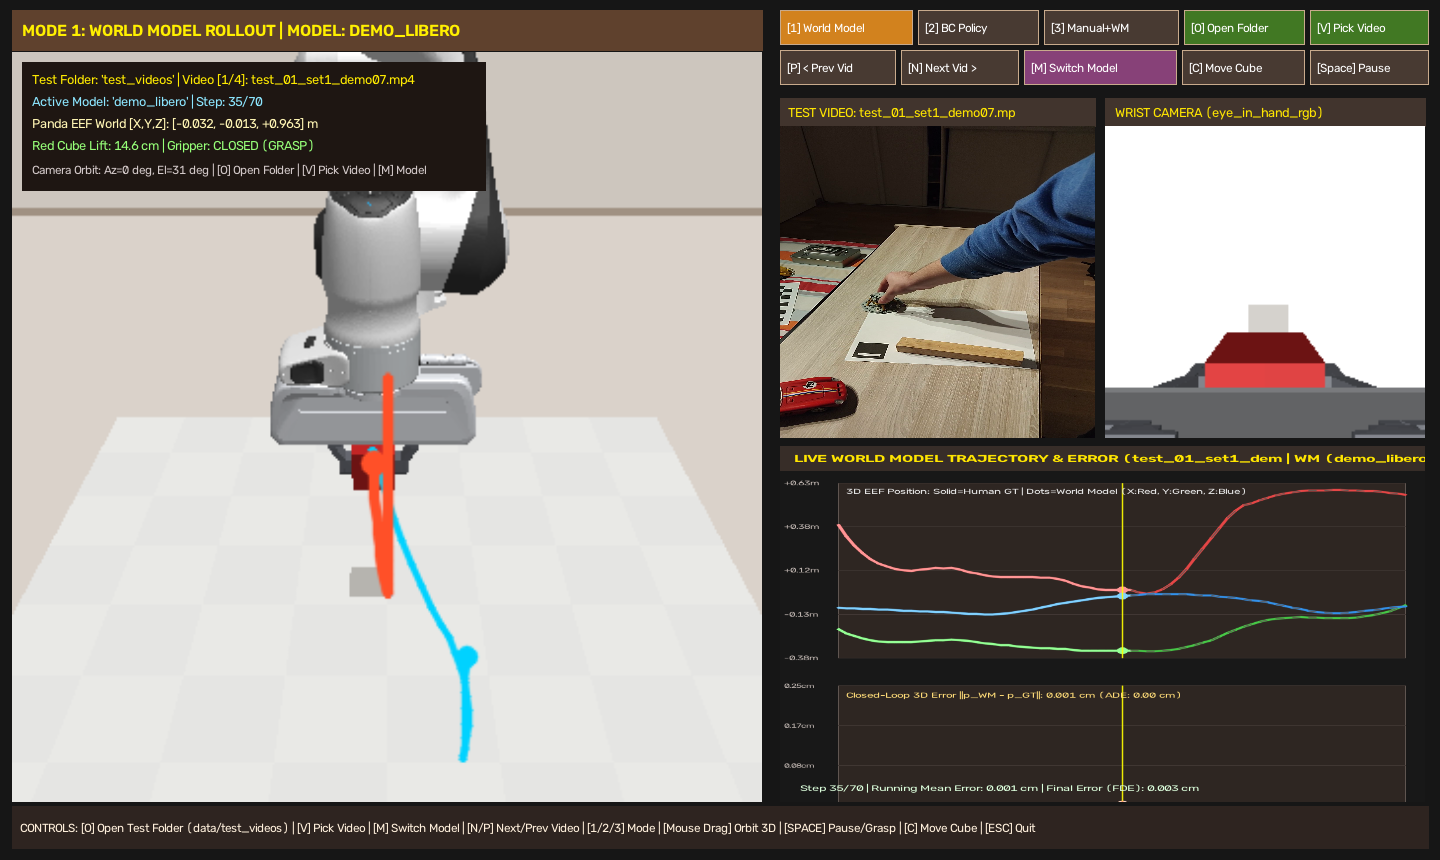 MODE 1: WORLD MODEL ROLLOUT | MODEL: DEMO_LIBERO
Test Folder: 'test_videos' | Video [1/4]: test_01_set1_demo07.mp4
Active Model: 'demo_libero' | Step: 35/70
Panda EEF World [X,Y,Z]: [-0.032, -0.013, +0.963] m
Red Cube Lift: 14.6 cm | Gripper: CLOSED (GRASP)
Camera Orbit: Az=0 deg, El=31 deg | [O] Open Folder | [V] Pick Video | [M] Model
[1] World Model
[2] BC Policy
[3] Manual+WM
[O] Open Folder
[V] Pick Video
[P] < Prev Vid
[N] Next Vid >
[M] Switch Model
[C] Move Cube
[Space] Pause
TEST VIDEO: test_01_set1_demo07.mp
WRIST CAMERA (eye_in_hand_rgb)
LIVE WORLD MODEL TRAJECTORY & ERROR (test_01_set1_dem | WM (demo_libero
3D EEF Position: Solid=Human GT | Dots=World Model (X:Red, Y:Green, Z:Blue)
+0.63m
+0.38m
+0.12m
-0.13m
-0.38m
Closed-Loop 3D Error ||p_WM - p_GT||: 0.001 cm (ADE: 0.00 cm)
0.25cm
0.17cm
0.08cm
Step 35/70 | Running Mean Error: 0.001 cm | Final Error (FDE): 0.003 cm
CONTROLS: [O] Open Test Folder (data/test_videos) | [V] Pick Video | [M] Switch Model | [N/P] Next/Prev Video | [1/2/3] Mode | [Mouse Drag] Orbit 3D | [SPACE] Pause/Grasp | [C] Move Cube | [ESC] Quit